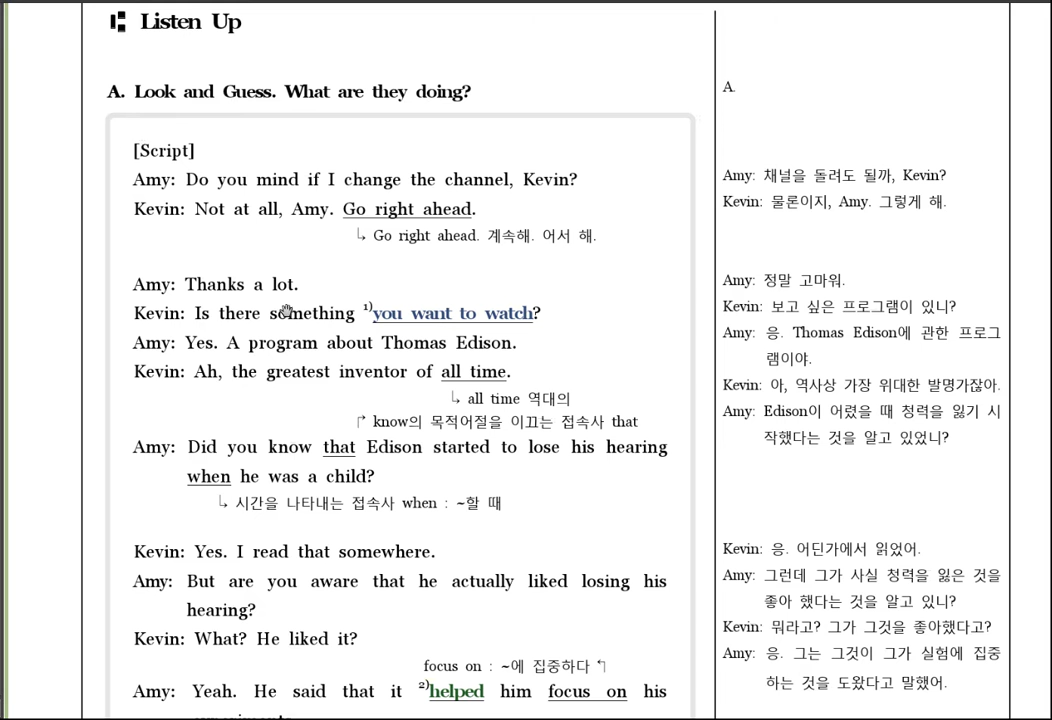 Listen Up
A. Look and Guess. What are they doing?
[Script]
Amy: Do you mind if I change the channel, Kevin?
Kevin: Not at all, Amy. Go right ahead.
↳ Go right ahead. 계속해. 어서 해.
Amy: Thanks a lot.
Kevin: Is there something 1)you want to watch?
Amy: Yes. A program about Thomas Edison.
Kevin: Ah, the greatest inventor of all time.
↳ all time 역대의
↱ know의 목적어절을 이끄는 접속사 that
Amy: Did you know that Edison started to lose his hearing
when he was a child?
↳ 시간을 나타내는 접속사 when : ~할 때
Kevin: Yes. I read that somewhere.
Amy: But are you aware that he actually liked losing his
hearing?
Kevin: What? He liked it?
focus on : ~에 집중하다 ↰
Amy: Yeah. He said that it 2)helped him focus on his
A.
Amy: 채널을 돌려도 될까, Kevin?
Kevin: 물론이지, Amy. 그렇게 해.
Amy: 정말 고마워.
Kevin: 보고 싶은 프로그램이 있니?
Amy: 응. Thomas Edison에 관한 프로그
램이야.
Kevin: 아, 역사상 가장 위대한 발명가잖아.
Amy: Edison이 어렸을 때 청력을 잃기 시
작했다는 것을 알고 있었니?
Kevin: 응. 어딘가에서 읽었어.
Amy: 그런데 그가 사실 청력을 잃은 것을
좋아 했다는 것을 알고 있니?
Kevin: 뭐라고? 그가 그것을 좋아했다고?
Amy: 응. 그는 그것이 그가 실험에 집중
하는 것을 도왔다고 말했어.